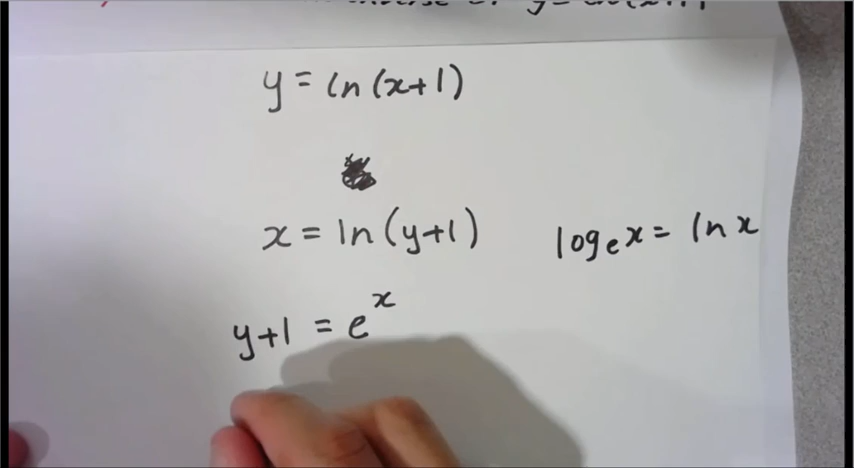 y = ln (x+1)
x = ln (y+1)
log_e x = ln x
y+1 = e^x